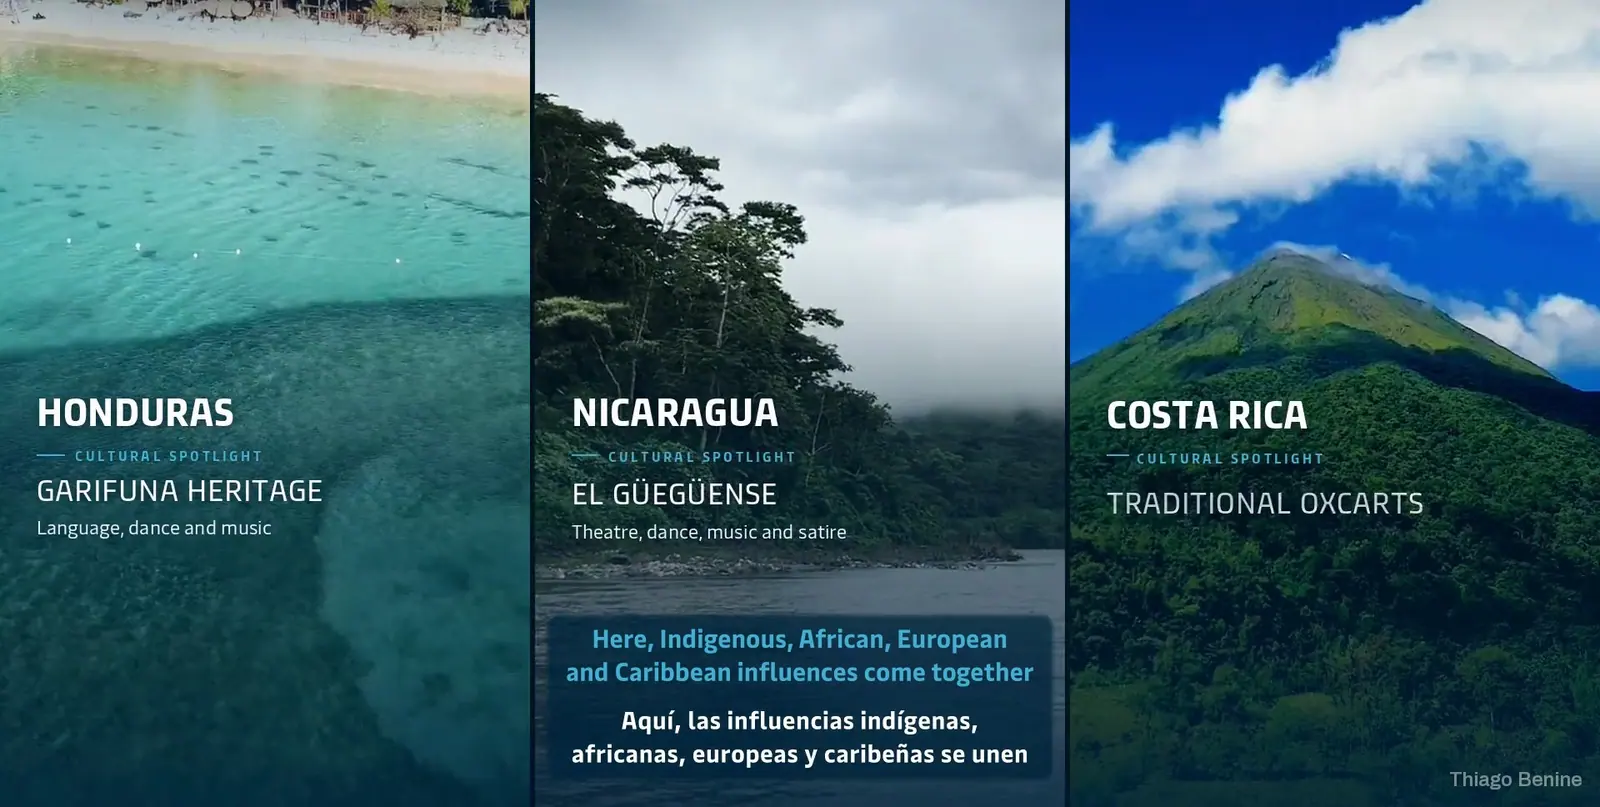 HONDURAS
CULTURAL SPOTLIGHT
GARIFUNA HERITAGE
Language, dance and music
NICARAGUA
CULTURAL SPOTLIGHT
EL GÜEGÜENSE
Theatre, dance, music and satire
Here, Indigenous, African, European
and Caribbean influences come together
Aquí, las influencias indígenas,
africanas, europeas y caribeñas se unen
COSTA RICA
CULTURAL SPOTLIGHT
TRADITIONAL OXCARTS
Thiago Benine